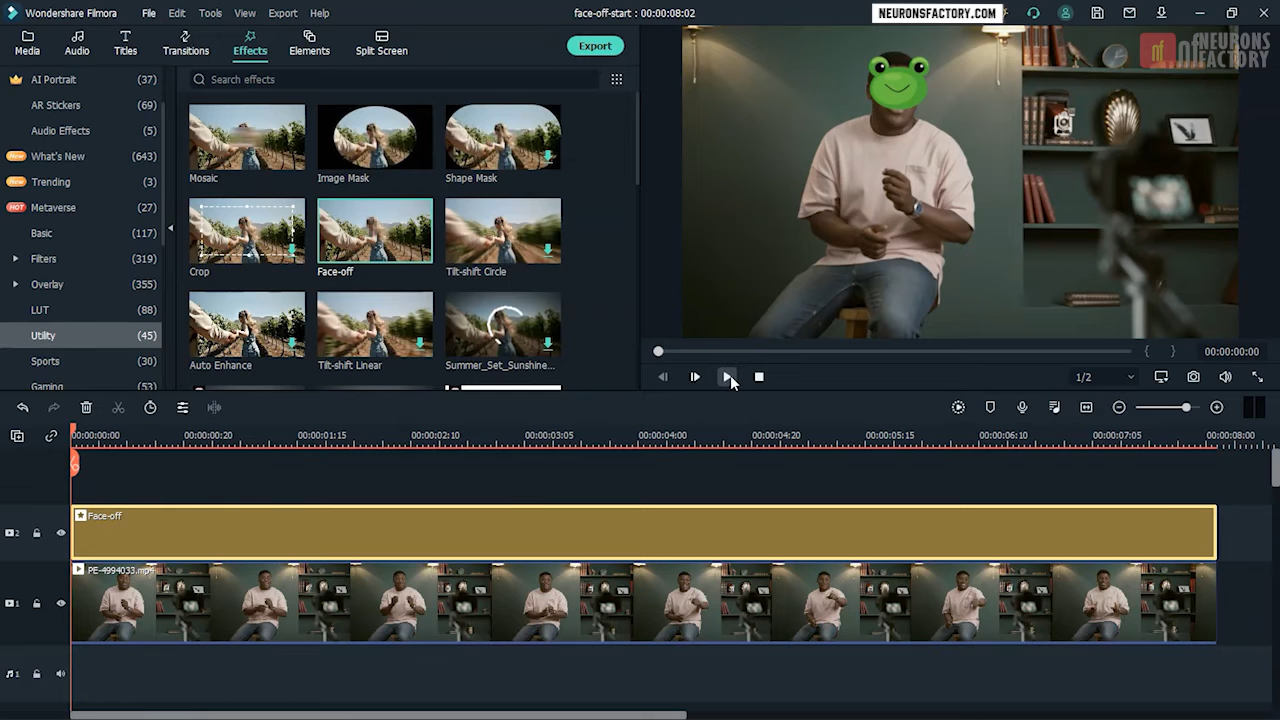 Wondershare Filmora
File
Edit
Tools
View
Export
Help
face-off-start : 00:00:08:02
NEURONSFACTORY.COM
NEURONS
FACTORY
Media
Audio
Titles
Transitions
Effects
Elements
Split Screen
Export
AI Portrait (37)
AR Stickers (69)
Audio Effects (5)
New What's New (643)
New Trending (3)
HOT Metaverse (27)
Basic (117)
Filters (319)
Overlay (355)
LUT (88)
Utility (45)
Sports (30)
Gaming (53)
Search effects
Mosaic
Image Mask
Shape Mask
Crop
Face-off
Tilt-shift Circle
Auto Enhance
Tilt-shift Linear
Summer_Set_Sunshine...
{ }
00:00:00:00
1/2
00:00:00:00
00:00:00:20
00:00:01:15
00:00:02:10
00:00:03:05
00:00:04:00
00:00:04:20
00:00:05:15
00:00:06:10
00:00:07:05
00:00:08:00
2
Face-off
1
PE-4994033.mp4
1